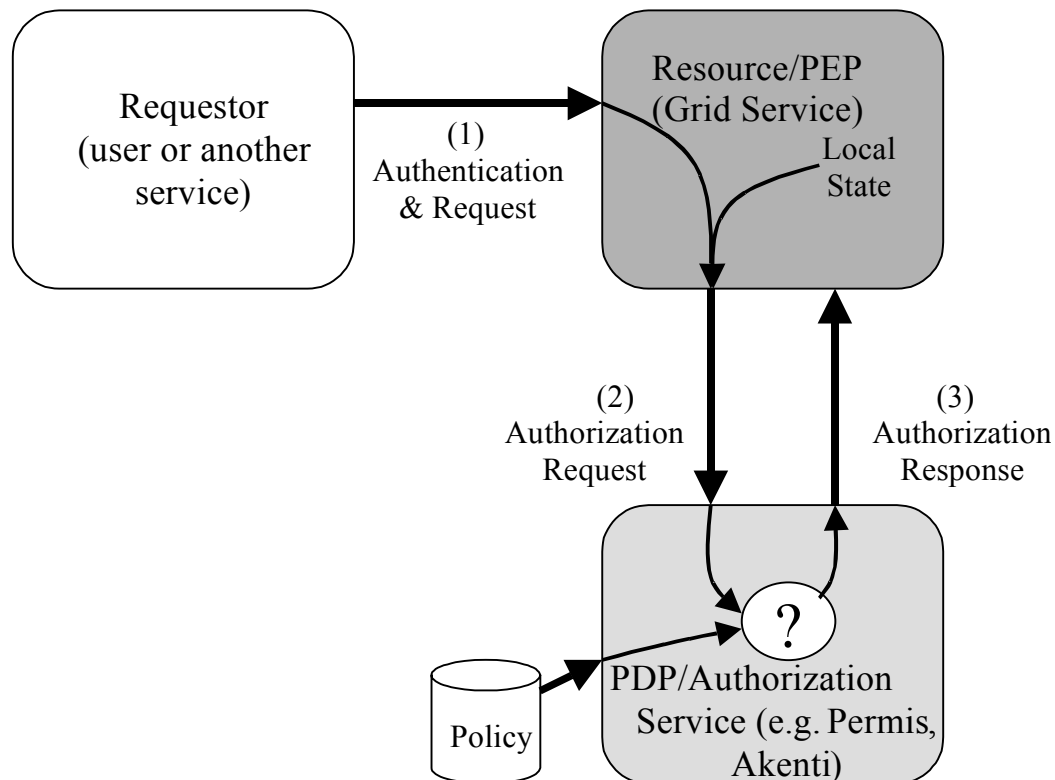 Requestor
(user or another
service)
(1)
Authentication
& Request
Resource/PEP
(Grid Service)
Local
State
(2)
Authorization
Request
(3)
Authorization
Response
?
PDP/Authorization
Service (e.g. Permis,
Akenti)
Policy